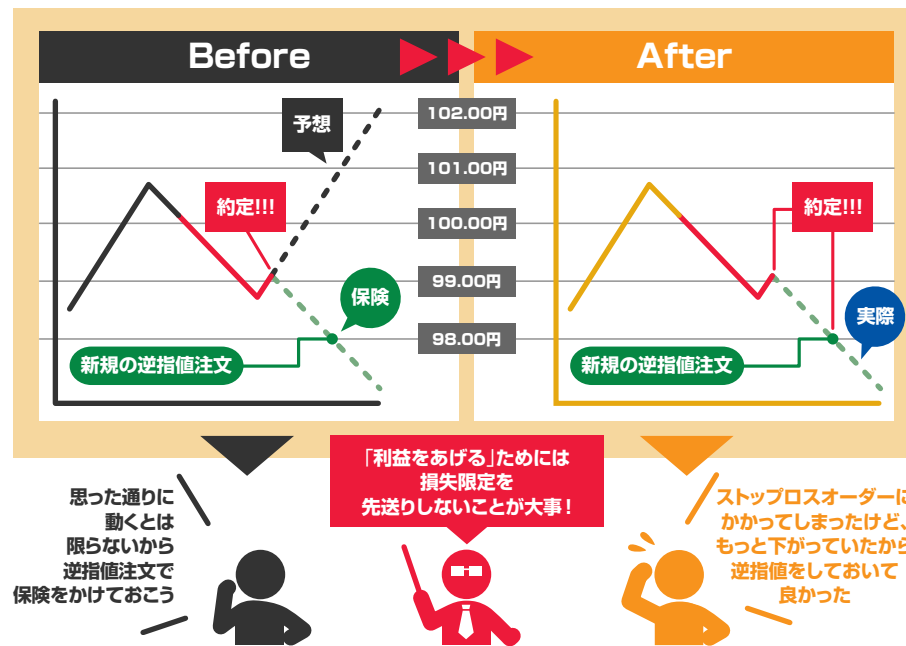 Before
After
予想
102.00円
101.00円
約定!!!
約定!!!
100.00円
99.00円
保険
実際
98.00円
新規の逆指値注文
新規の逆指値注文
「利益をあげる」ためには
損失限定を
先送りしないことが大事!
思った通りに
動くとは
限らないから
逆指値注文で
保険をかけておこう
ストップロスオーダーに
かかってしまったけど、
もっと下がっていたから
逆指値をしておいて
良かった